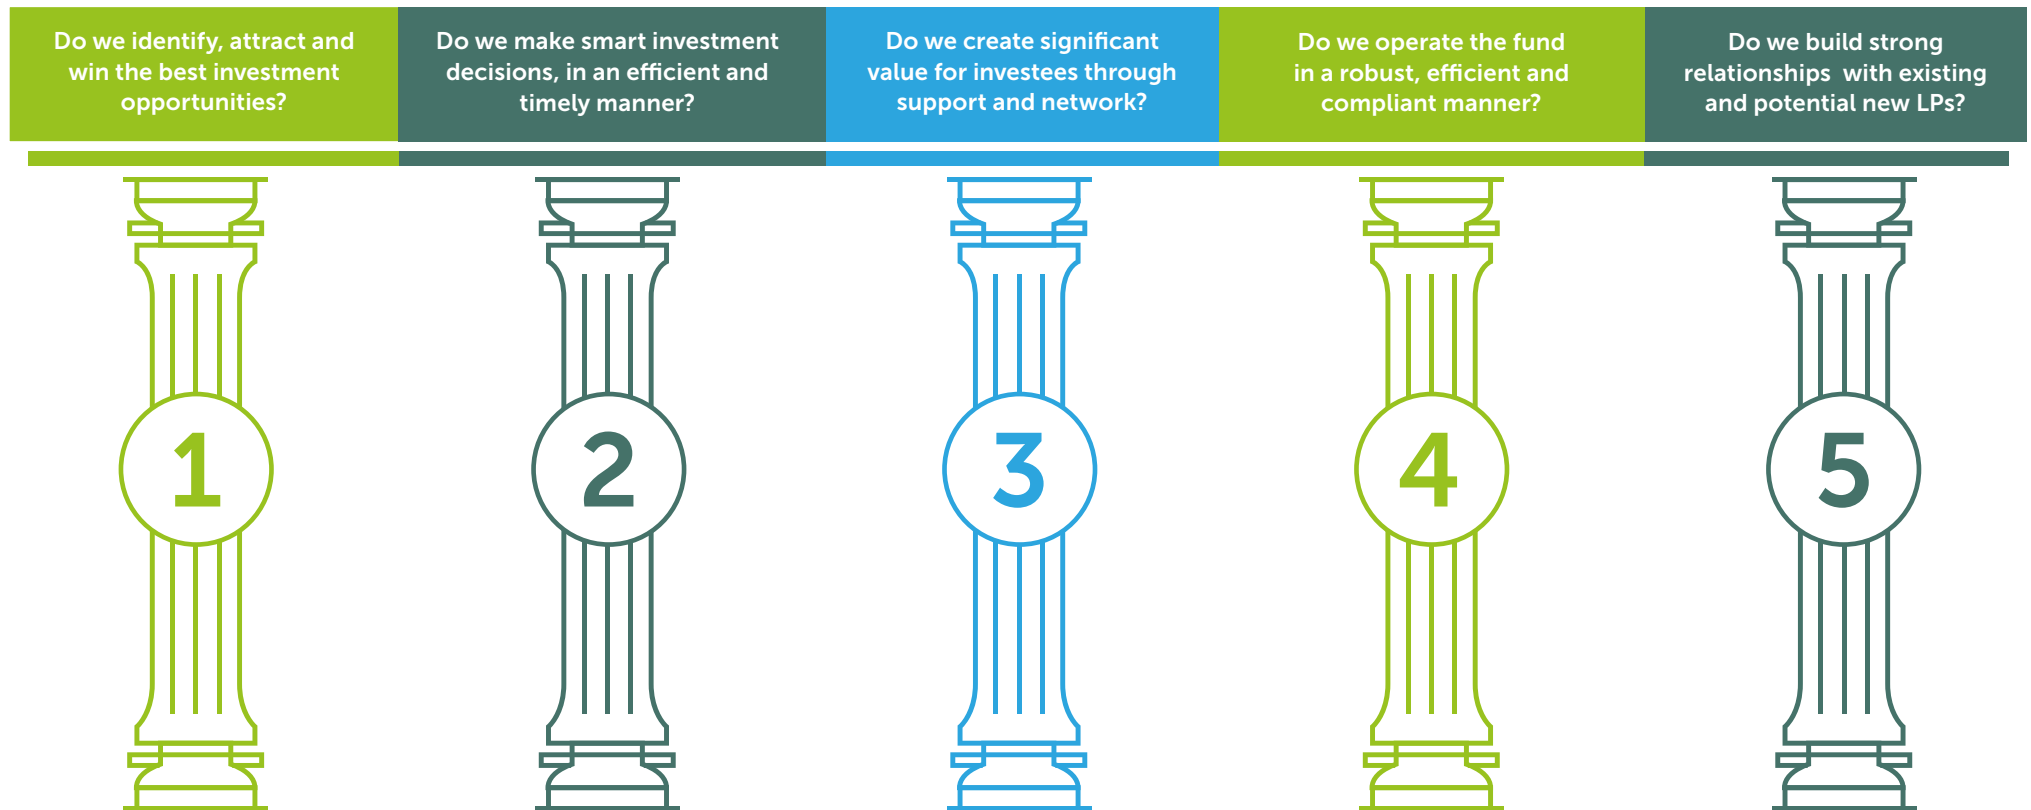 Do we identify, attract and
win the best investment
opportunities?
Do we make smart investment
decisions, in an efficient and
timely manner?
Do we create significant
value for investees through
support and network?
Do we operate the fund
in a robust, efficient and
compliant manner?
Do we build strong
relationships  with existing
and potential new LPs?
1
2
3
4
5